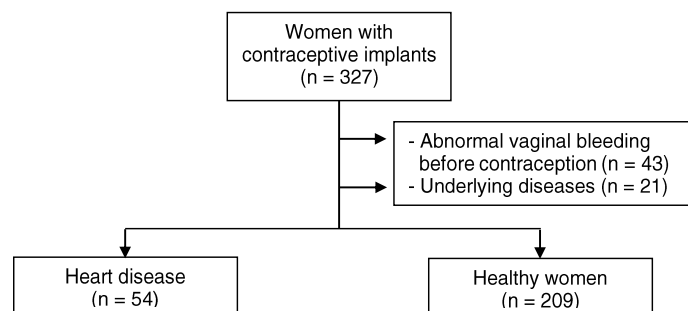 Women with
contraceptive implants
(n = 327)
- Abnormal vaginal bleeding
before contraception (n = 43)
- Underlying diseases (n = 21)
Heart disease
(n = 54)
Healthy women
(n = 209)